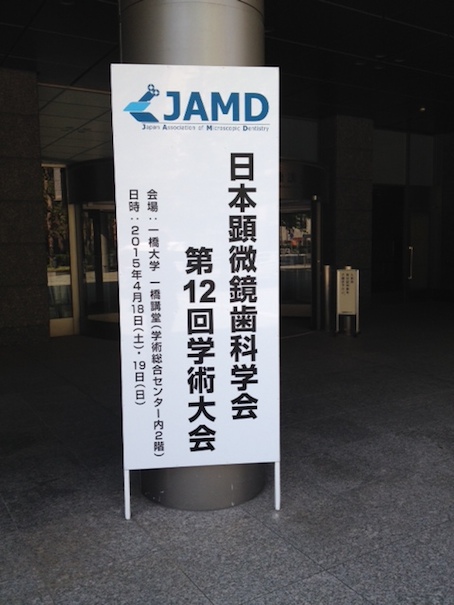 JAMD
Japan Association of Microscopic Dentistry
日本顕微鏡歯科学会
第12回学術大会
会場：一橋大学 一橋講堂(学術総合センター内2階)
日時：2015年4月18日(土)・19日(日)